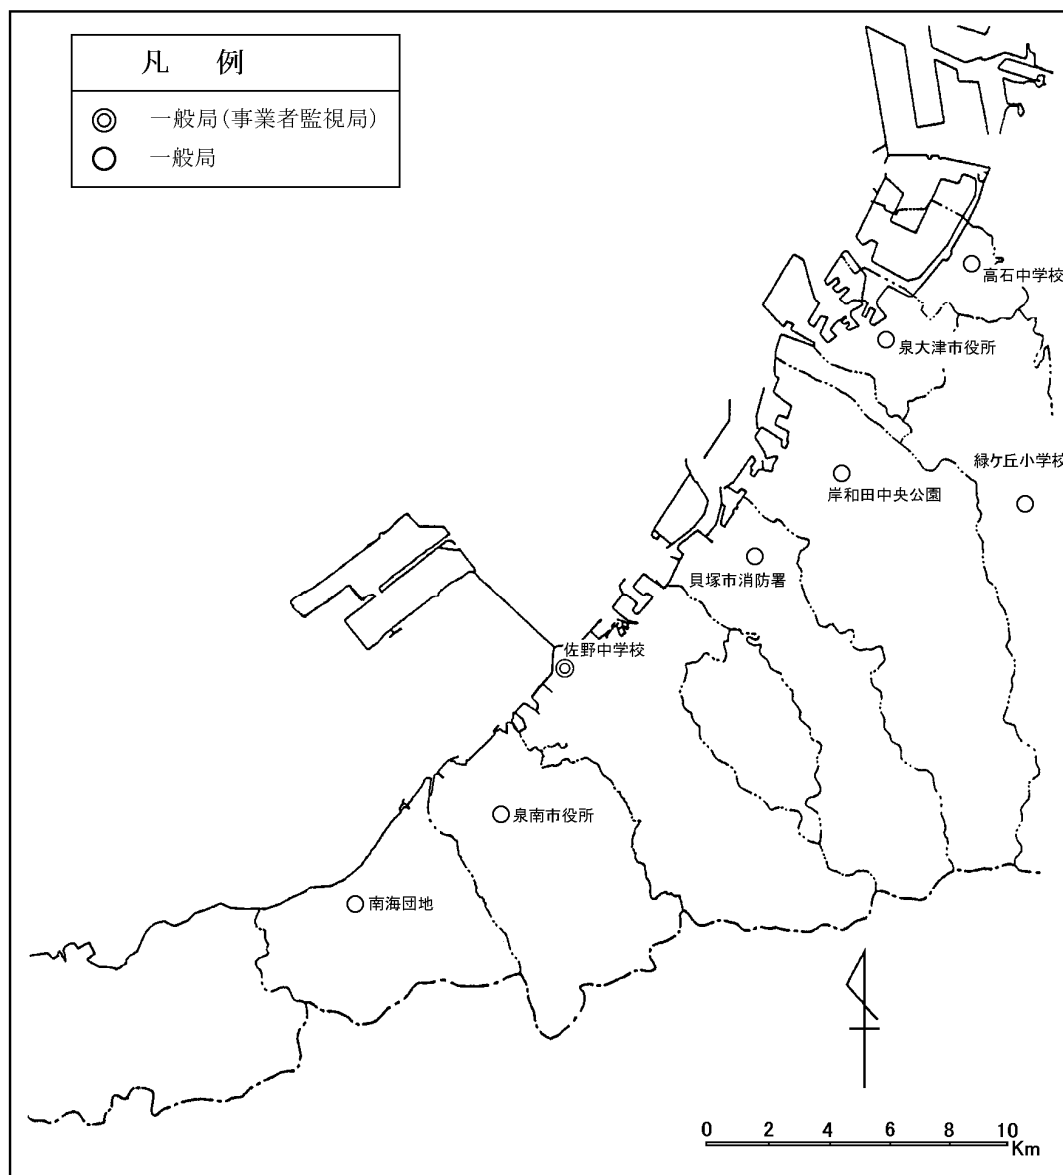 凡 例
一般局(事業者監視局)
一般局
高石中学校
泉大津市役所
緑ケ丘小学校
岸和田中央公園
貝塚市消防署
佐野中学校
泉南市役所
南海団地
0 2 4 6 8 10
Km